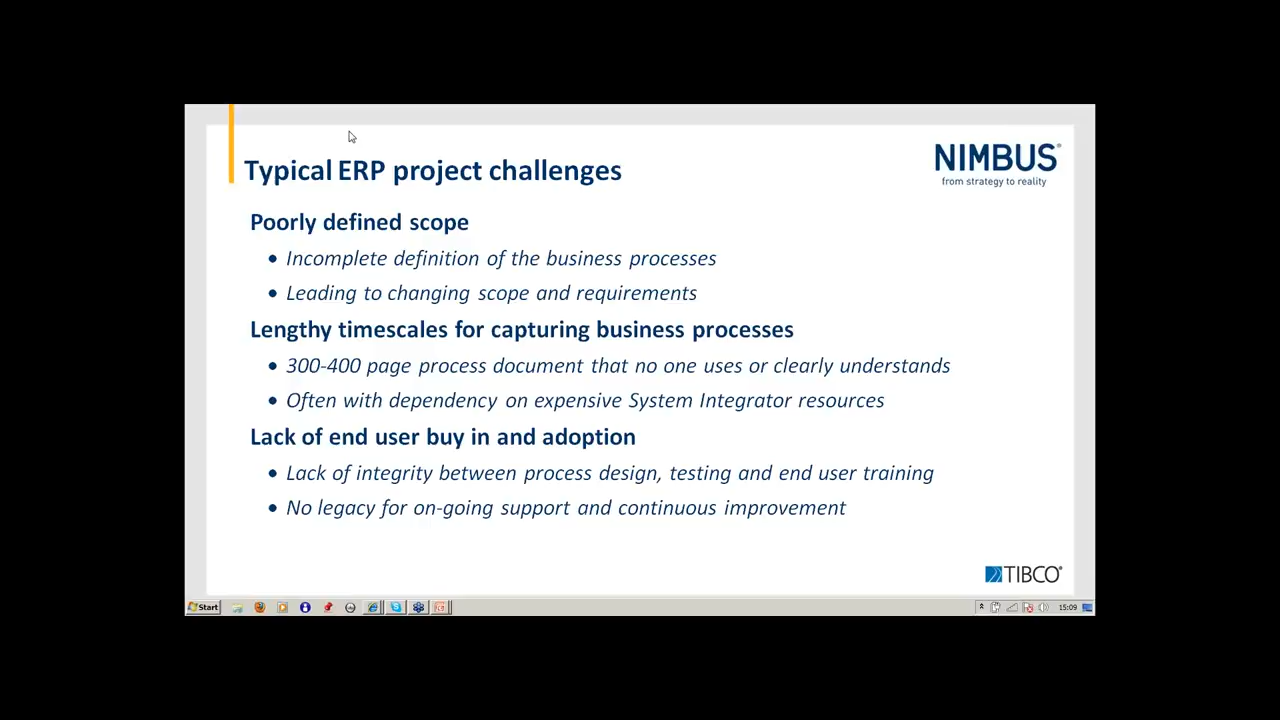 Typical ERP project challenges
NIMBUS®
from strategy to reality
Poorly defined scope
• Incomplete definition of the business processes
• Leading to changing scope and requirements
Lengthy timescales for capturing business processes
• 300-400 page process document that no one uses or clearly understands
• Often with dependency on expensive System Integrator resources
Lack of end user buy in and adoption
• Lack of integrity between process design, testing and end user training
• No legacy for on-going support and continuous improvement
TIBCO®
Start
15:09